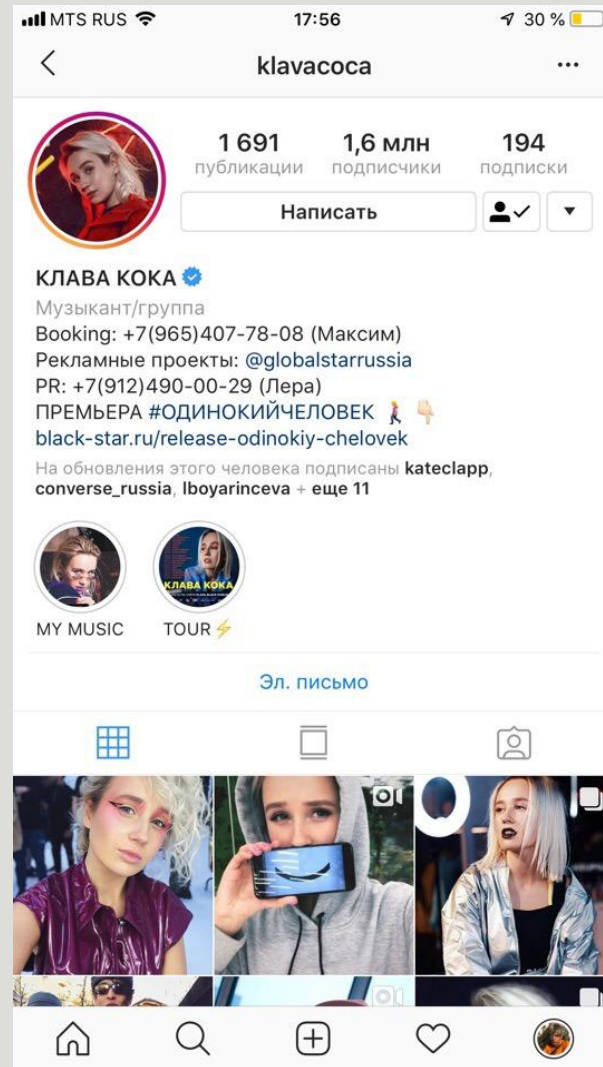 MTS RUS 17:56 30 %
klavacoca
1 691 1,6 млн 194
публикации подписчики подписки
Написать
КЛАВА КОКА
Музыкант/группа
Booking: +7(965)407-78-08 (Максим)
Рекламные проекты: @globalstarrussia
PR: +7(912)490-00-29 (Лера)
ПРЕМЬЕРА #ОДИНОКИЙЧЕЛОВЕК 🚶‍♀️ 👇🏻
black-star.ru/release-odinokiy-chelovek
На обновления этого человека подписаны kateclapp,
converse_russia, lboyarinceva + еще 11
КЛАВА КОКА
MY MUSIC TOUR ⚡
Эл. письмо